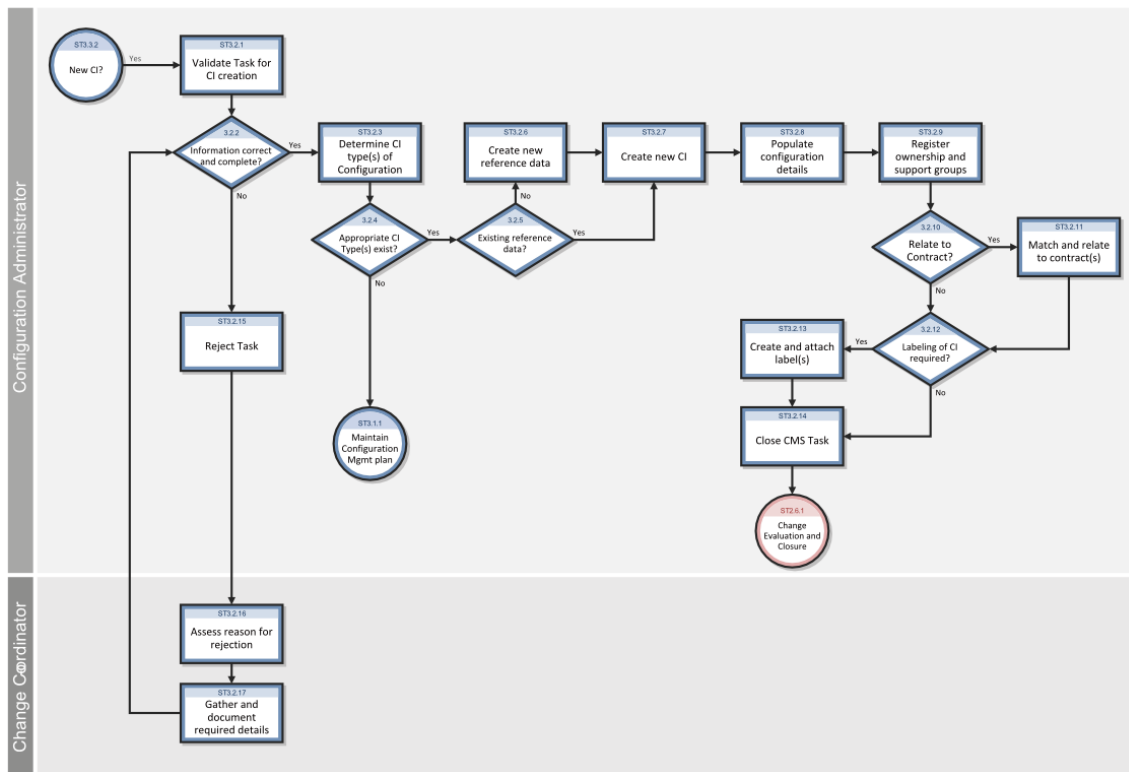 Configuration Administrator
ST3.3.2
New CI?
Yes
ST3.2.1
Validate Task for
CI creation
3.2.2
Information correct
and complete?
Yes
No
ST3.2.3
Determine CI
type(s) of
Configuration
3.2.4
Appropriate CI
Type(s) exist?
Yes
No
3.2.5
Existing reference
data?
No
Yes
ST3.2.6
Create new
reference data
ST3.2.7
Create new CI
ST3.2.8
Populate
configuration
details
ST3.2.9
Register
ownership and
support groups
3.2.10
Relate to
Contract?
Yes
No
ST3.2.11
Match and relate
to contract(s)
3.2.12
Labeling of CI
required?
Yes
No
ST3.2.13
Create and attach
label(s)
ST3.2.14
Close CMS Task
ST2.6.1
Change
Evaluation and
Closure
ST3.2.15
Reject Task
ST3.1.1
Maintain
Configuration
Mgmt plan
Change Coordinator
ST3.2.16
Assess reason for
rejection
ST3.2.17
Gather and
document
required details